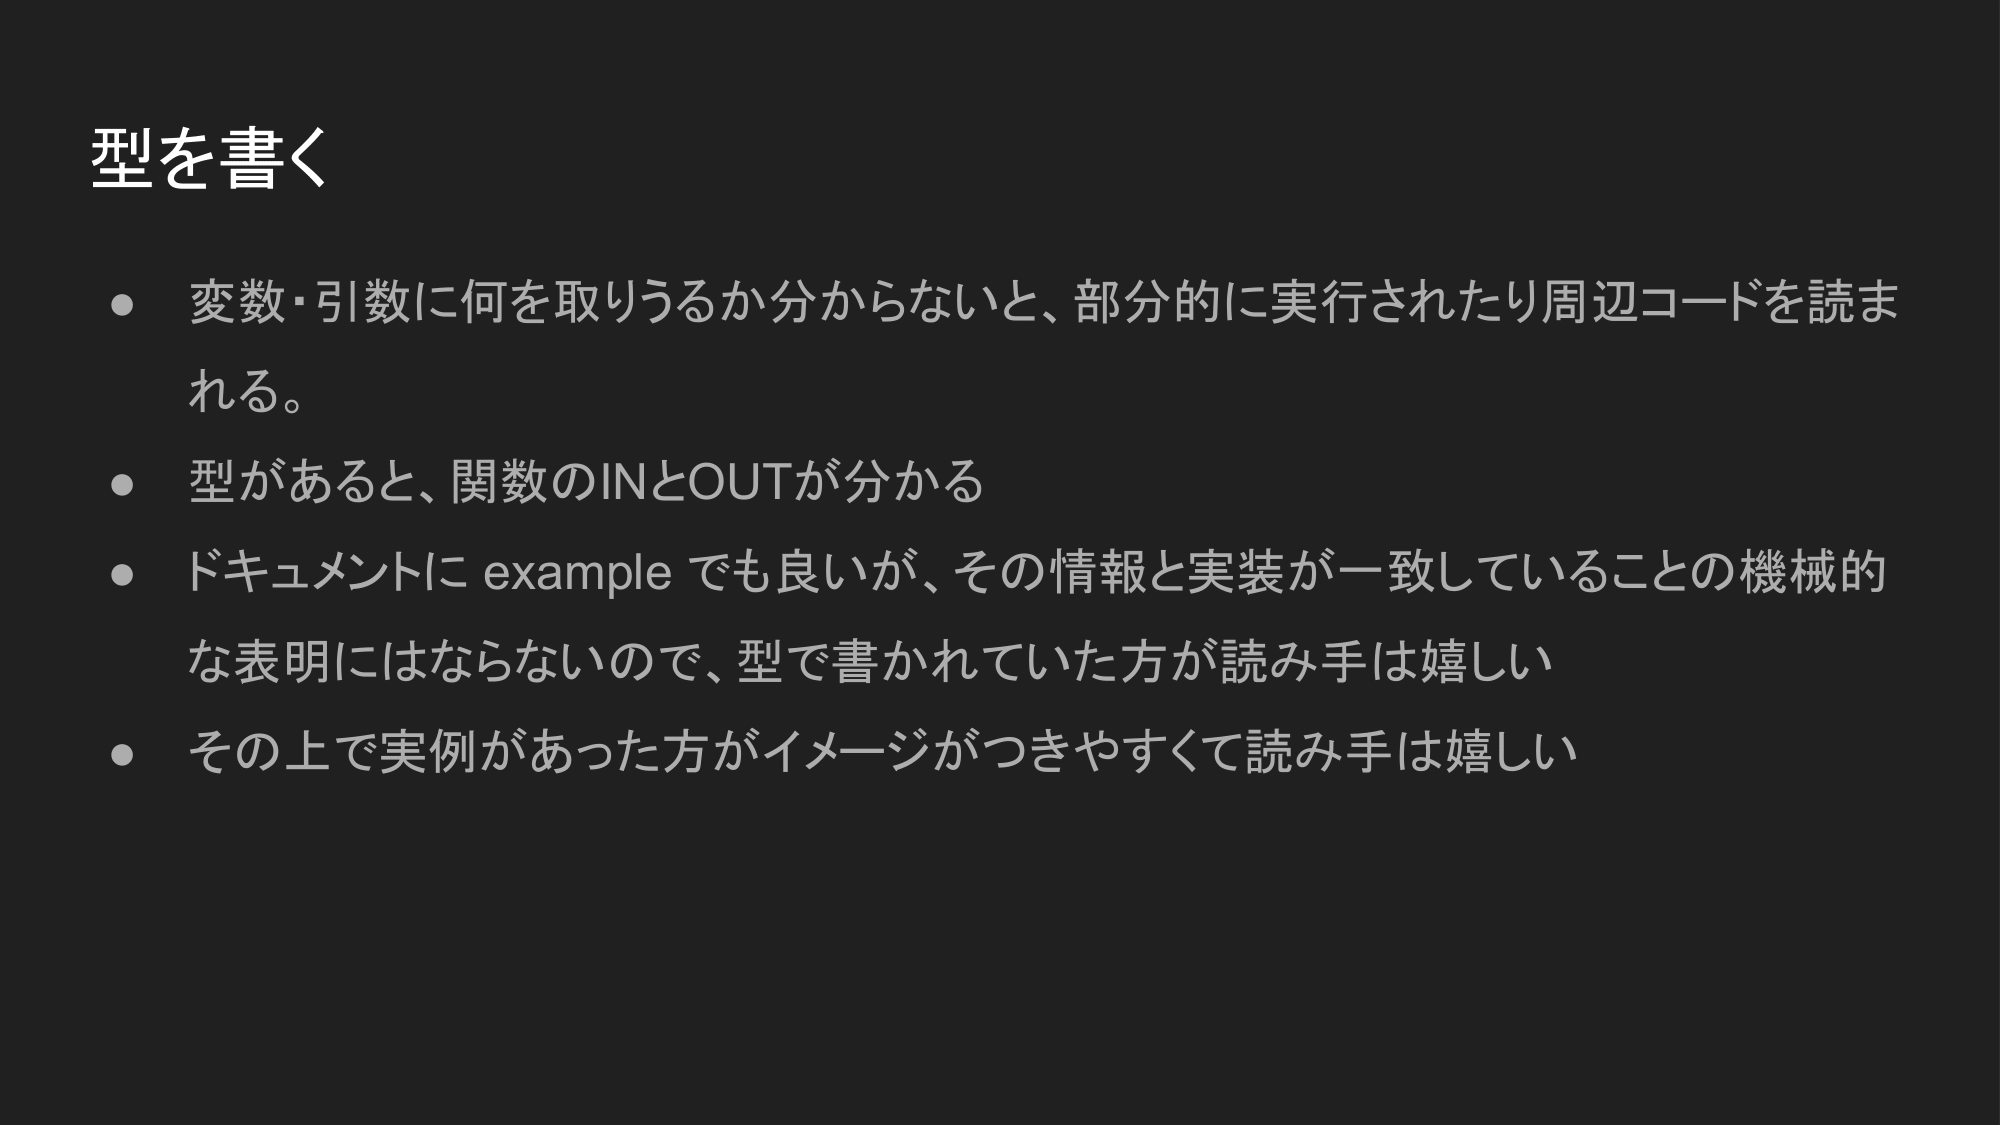 型を書く
● 変数・引数に何を取りうるか分からないと、部分的に実行されたり周辺コードを読ま
れる。
● 型があると、関数のINとOUTが分かる
● ドキュメントに example でも良いが、その情報と実装が一致していることの機械的
な表明にはならないので、型で書かれていた方が読み手は嬉しい
● その上で実例があった方がイメージがつきやすくて読み手は嬉しい